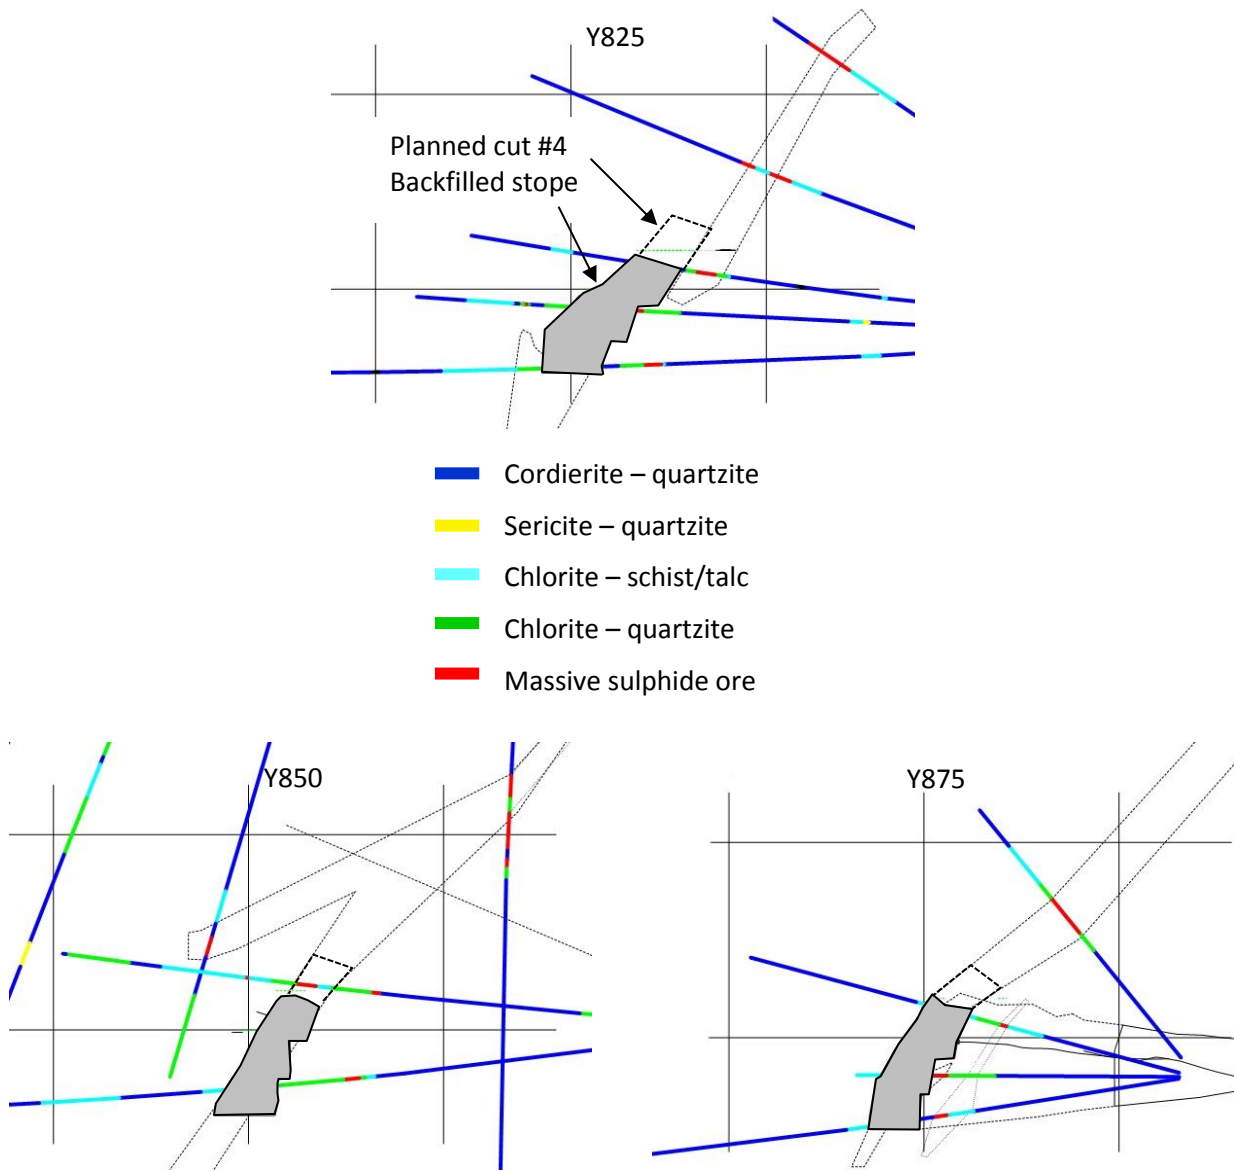 Y825
Planned cut #4
Backfilled stope
Cordierite – quartzite
Sericite – quartzite
Chlorite – schist/talc
Chlorite – quartzite
Massive sulphide ore
Y850
Y875